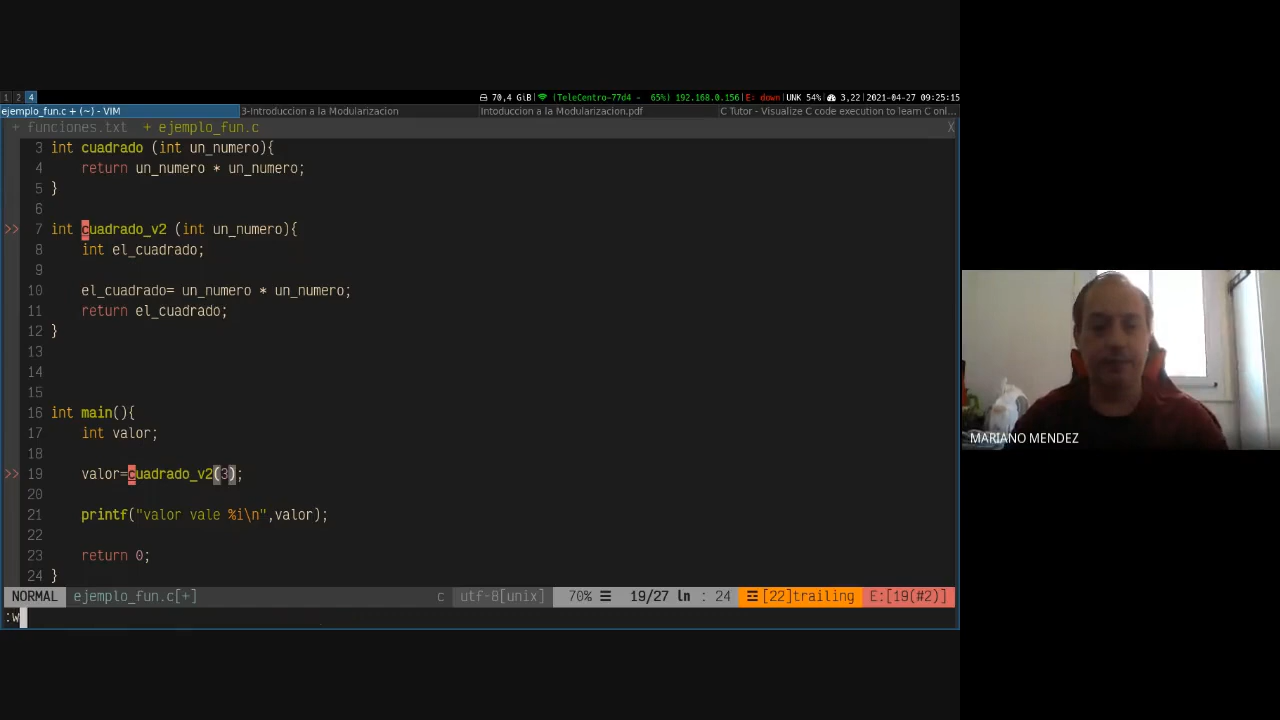 1 2 4 70,4 GiB| (TeleCentro-77d4 - 65%) 192.168.0.156|E: down|UNK 54%| 3,22|2021-04-27 09:25:15
ejemplo_fun.c + (~) - VIM 3-Introduccion a la Modularizacion Intoduccion a la Modularizacion.pdf C Tutor - Visualize C code execution to learn C onl...
+ funciones.txt + ejemplo_fun.c X
3 int cuadrado (int un_numero){
4 return un_numero * un_numero;
5 }
6
>> 7 int cuadrado_v2 (int un_numero){
8 int el_cuadrado;
9
10 el_cuadrado= un_numero * un_numero;
11 return el_cuadrado;
12 }
13
14
15
16 int main(){
17 int valor;
18
>> 19 valor=cuadrado_v2(3);
20
21 printf("valor vale %i\n",valor);
22
23 return 0;
24 }
NORMAL ejemplo_fun.c[+] c utf-8[unix] 70% ☰ 19/27 ln : 24 ☲ [22]trailing E:[19(#2)]
:w
MARIANO MENDEZ